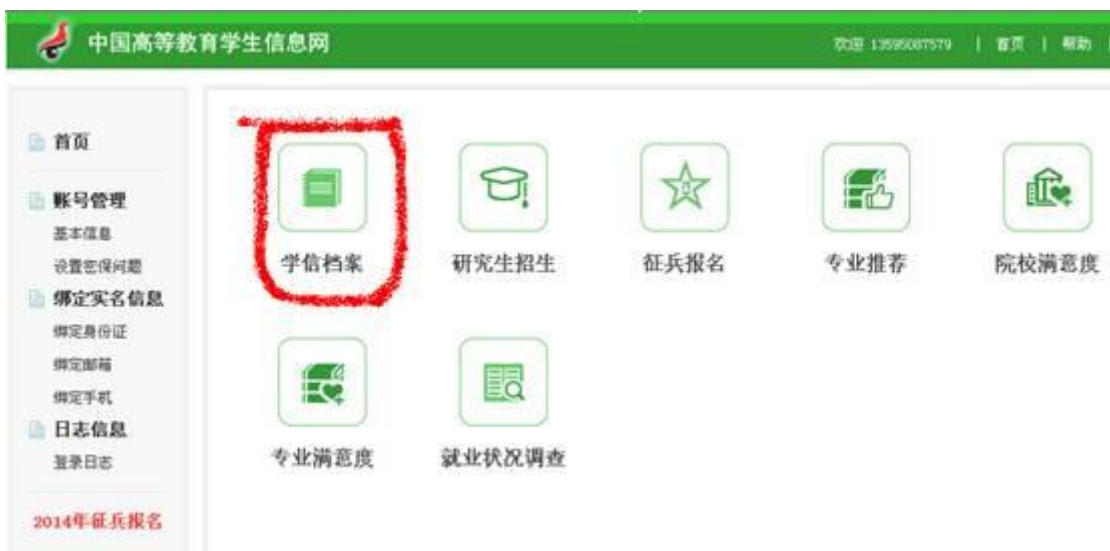 中国高等教育学生信息网
欢迎 13595087579 | 首页 | 帮助 |
首页
账号管理
基本信息
设置密保问题
绑定实名信息
绑定身份证
绑定邮箱
绑定手机
日志信息
登录日志
2014年征兵报名
学信档案 研究生招生 征兵报名 专业推荐 院校满意度
专业满意度 就业状况调查